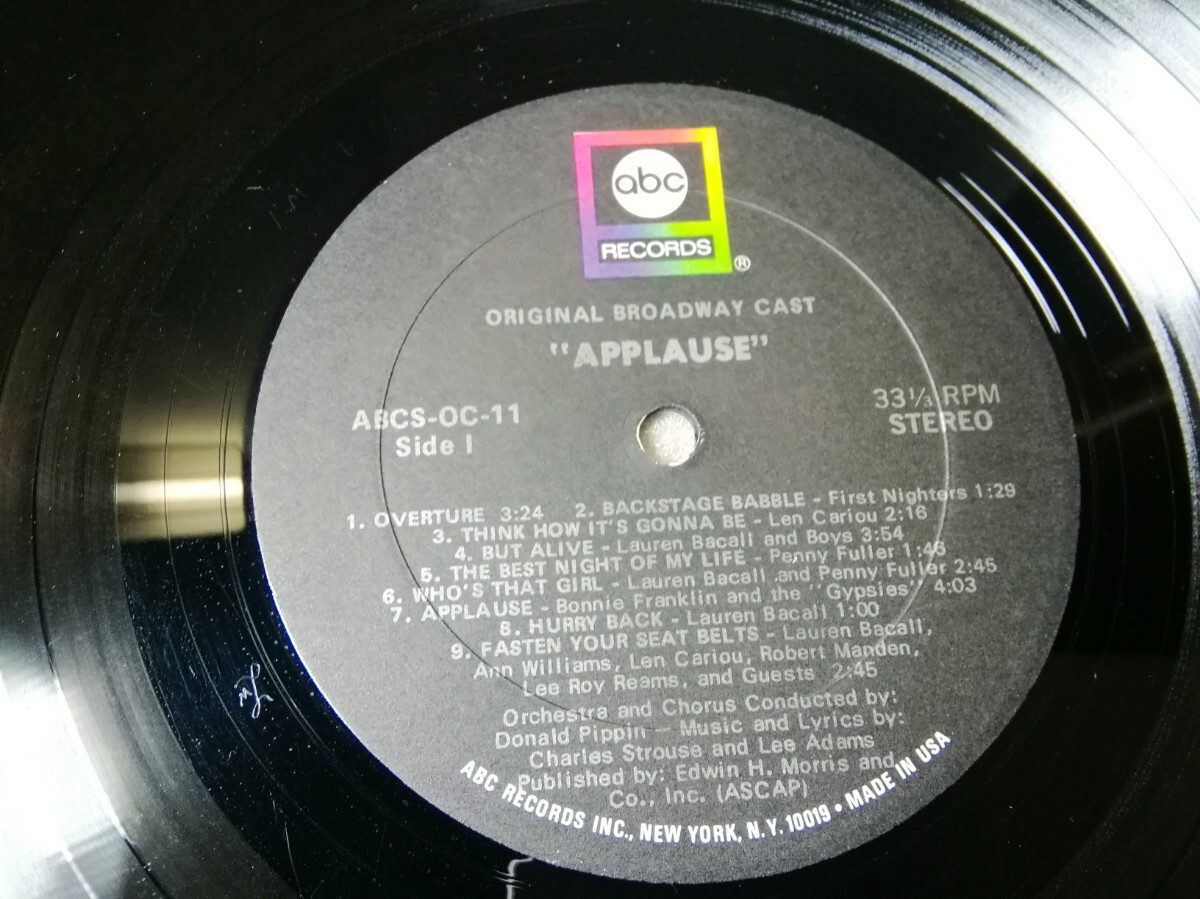 abc
RECORDS ®
ORIGINAL BROADWAY CAST
"APPLAUSE"
ABCS-OC-11
Side I
33 1/3 RPM
STEREO
1. OVERTURE 3:24 2. BACKSTAGE BABBLE - First Nighters 1:29
3. THINK HOW IT'S GONNA BE - Len Cariou 2:16
4. BUT ALIVE - Lauren Bacall and Boys 3:54
5. THE BEST NIGHT OF MY LIFE - Penny Fuller 1:46
6. WHO'S THAT GIRL - Lauren Bacall and Penny Fuller 2:45
7. APPLAUSE - Bonnie Franklin and the "Gypsies" 4:03
8. HURRY BACK - Lauren Bacall 1:00
9. FASTEN YOUR SEAT BELTS - Lauren Bacall,
Ann Williams, Len Cariou, Robert Manden,
Lee Roy Reams, and Guests 2:45
Orchestra and Chorus Conducted by:
Donald Pippin — Music and Lyrics by:
Charles Strouse and Lee Adams
Published by: Edwin H. Morris and
Co., Inc. (ASCAP)
ABC RECORDS INC., NEW YORK, N.Y. 10019 • MADE IN USA